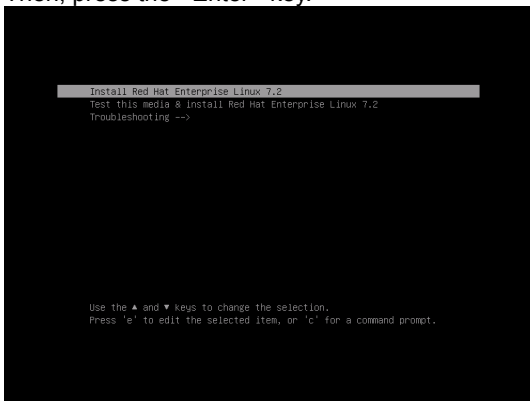 Then, press the "Enter" key.
Install Red Hat Enterprise Linux 7.2
Test this media & install Red Hat Enterprise Linux 7.2
Troubleshooting -->
Use the ▲ and ▼ keys to change the selection.
Press 'e' to edit the selected item, or 'c' for a command prompt.